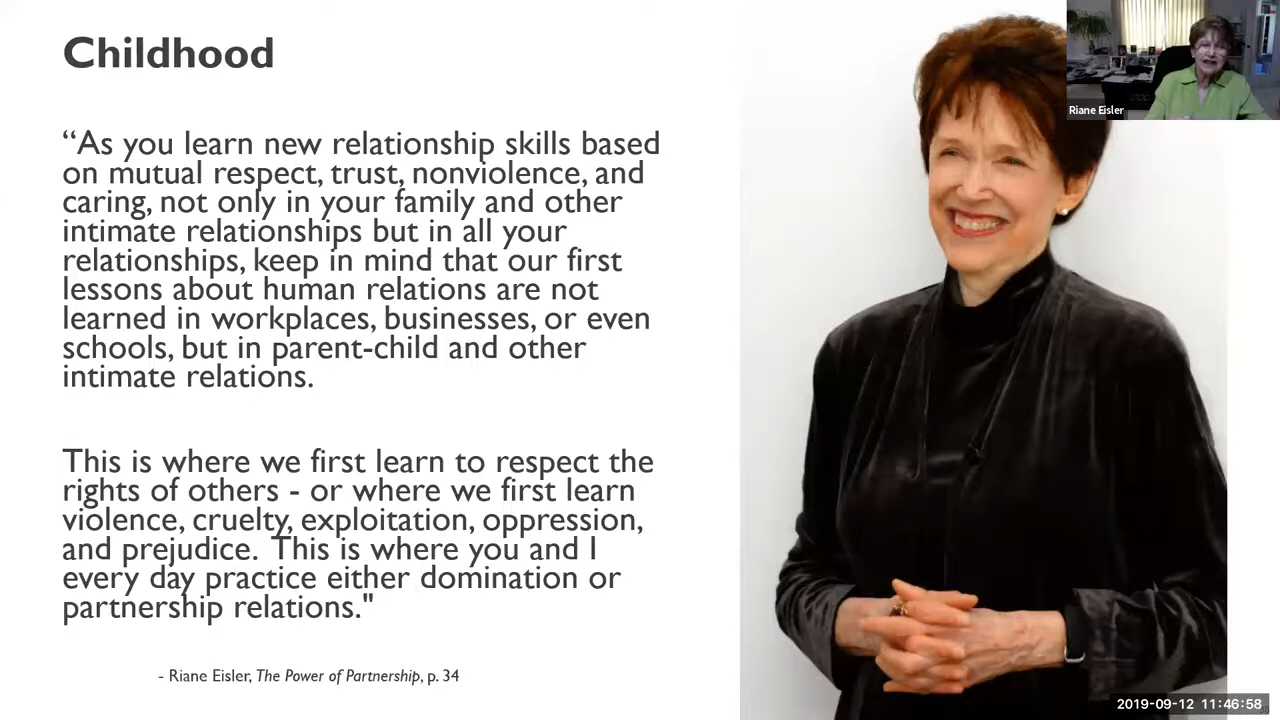 Childhood
“As you learn new relationship skills based
on mutual respect, trust, nonviolence, and
caring, not only in your family and other
intimate relationships but in all your
relationships, keep in mind that our first
lessons about human relations are not
learned in workplaces, businesses, or even
schools, but in parent-child and other
intimate relations.
This is where we first learn to respect the
rights of others - or where we first learn
violence, cruelty, exploitation, oppression,
and prejudice.  This is where you and I
every day practice either domination or
partnership relations."
- Riane Eisler, The Power of Partnership, p. 34
Riane Eisler
2019-09-12 11:46:58